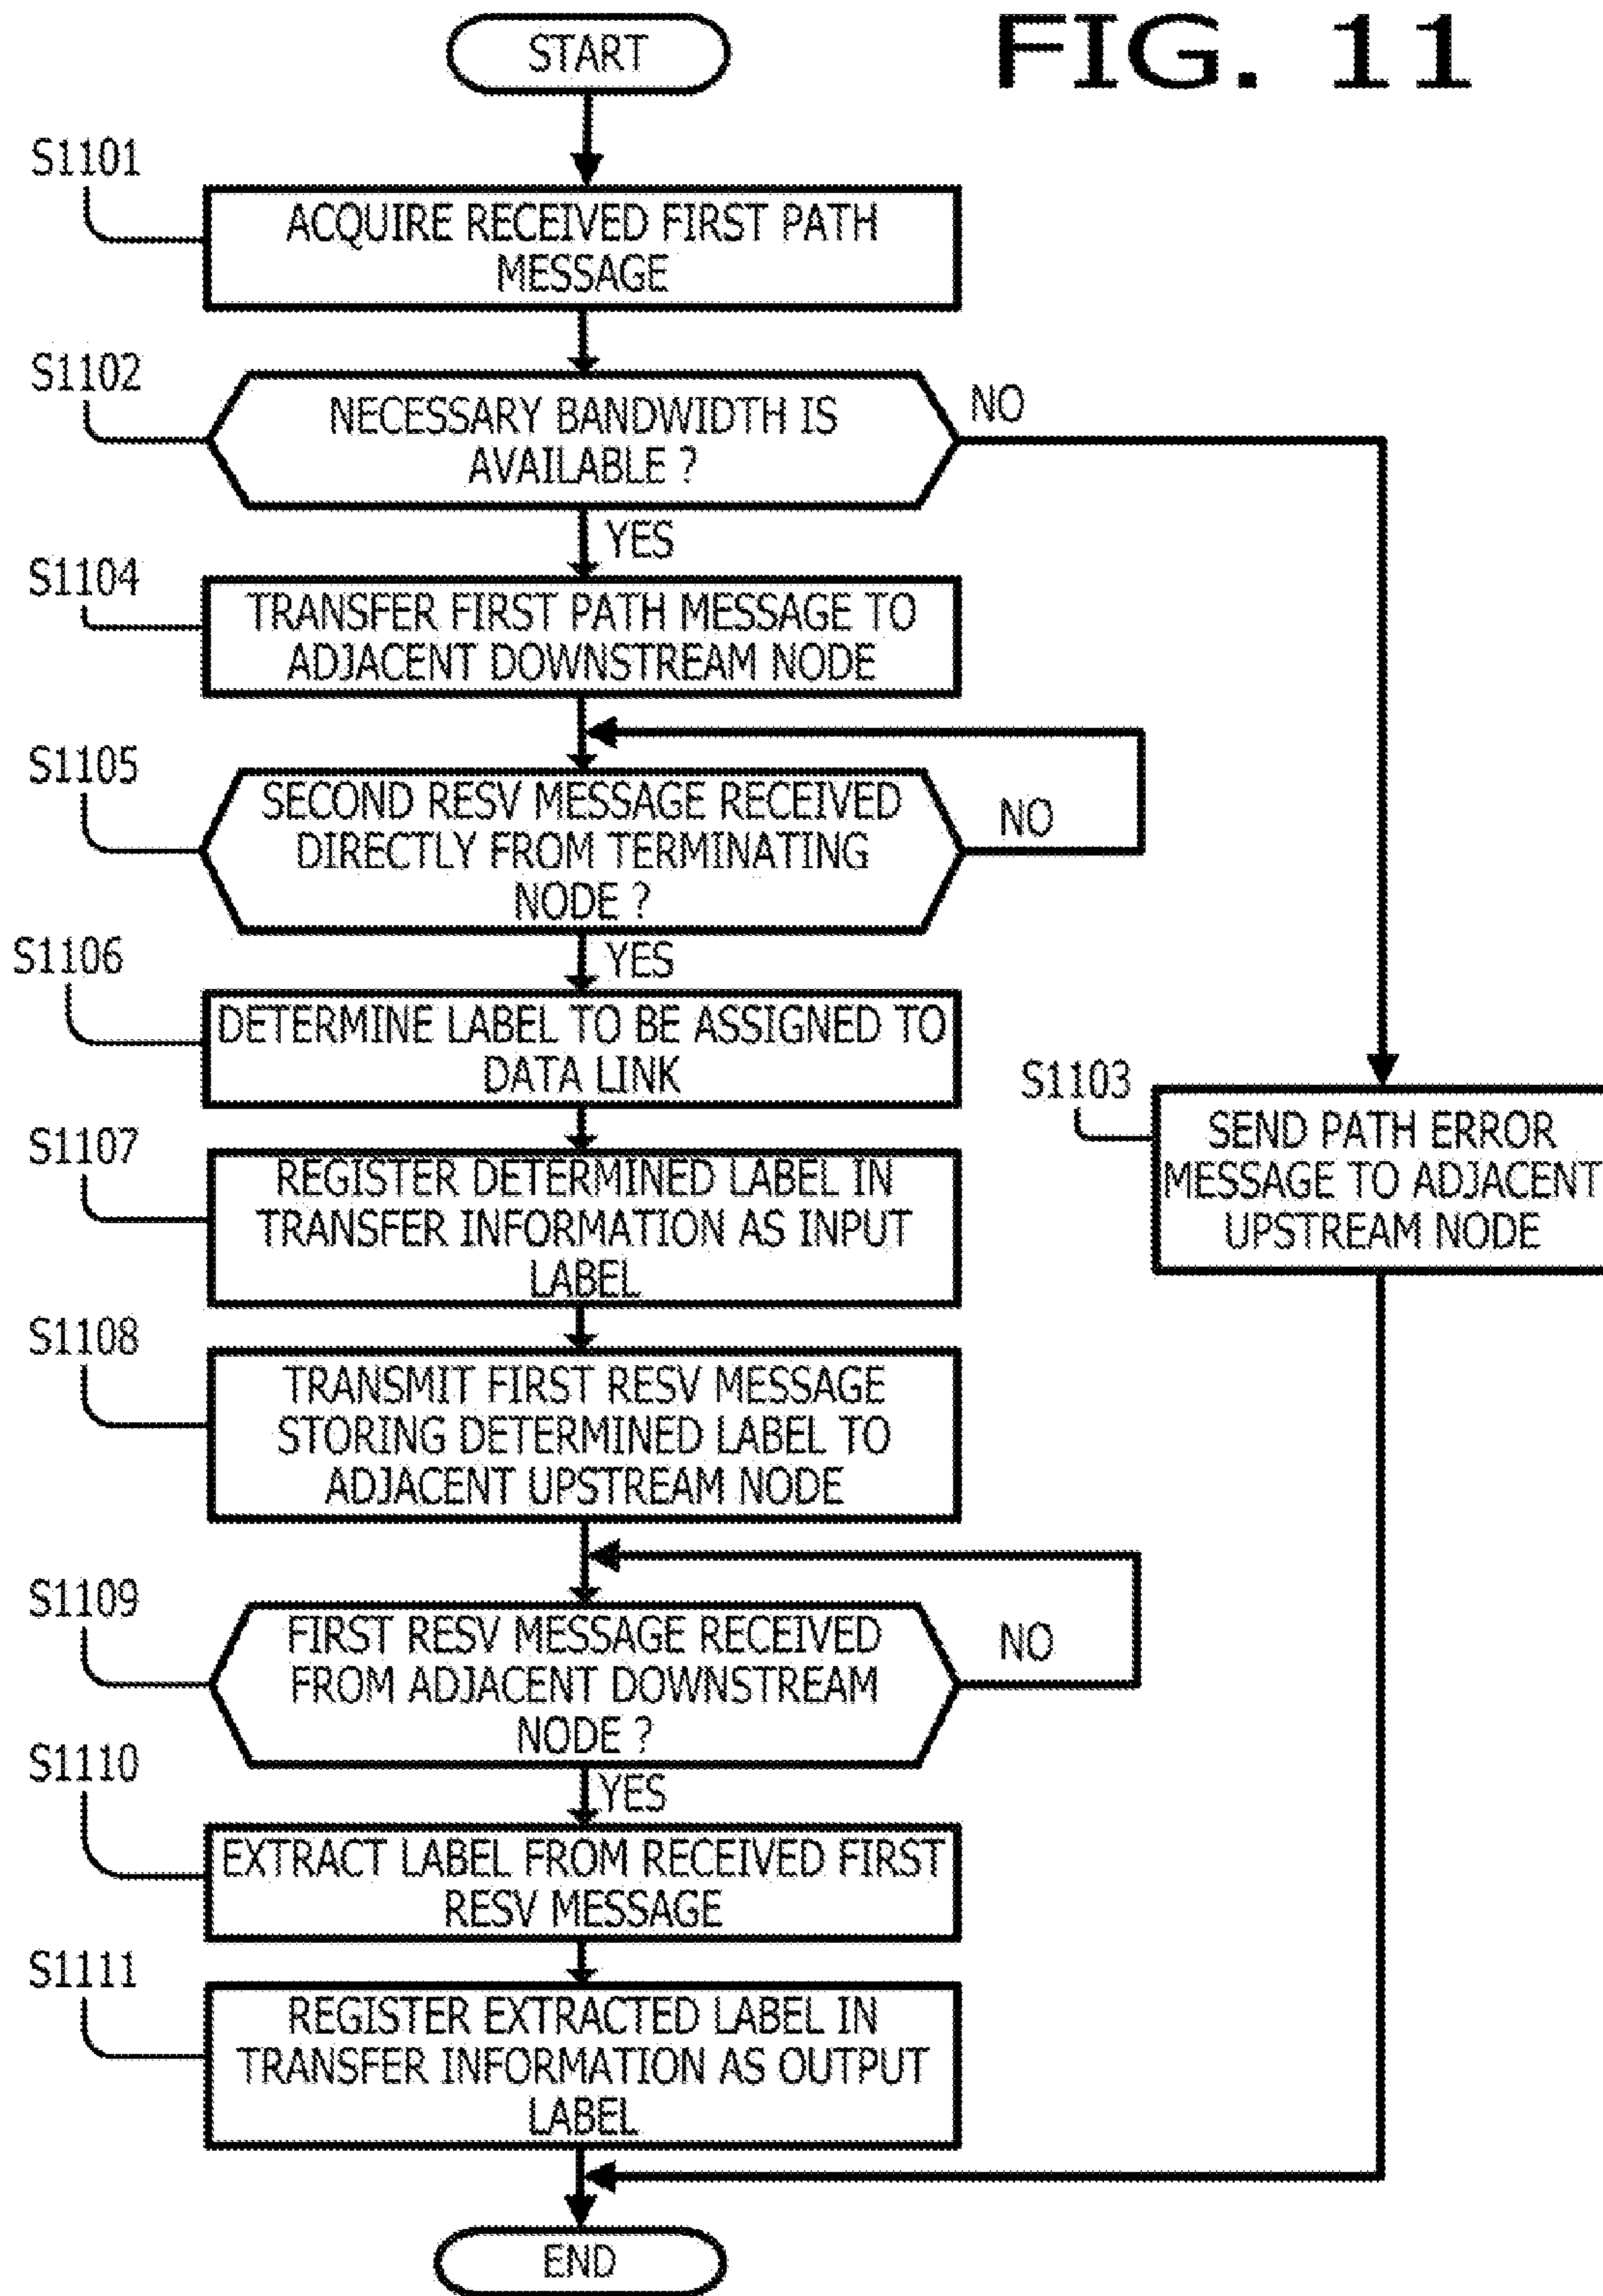 FIG. 11
START
S1101
ACQUIRE RECEIVED FIRST PATH
MESSAGE
S1102
NECESSARY BANDWIDTH IS
AVAILABLE ?
NO
YES
S1104
TRANSFER FIRST PATH MESSAGE TO
ADJACENT DOWNSTREAM NODE
S1105
SECOND RESV MESSAGE RECEIVED
DIRECTLY FROM TERMINATING
NODE ?
NO
YES
S1106
DETERMINE LABEL TO BE ASSIGNED TO
DATA LINK
S1103
SEND PATH ERROR
MESSAGE TO ADJACENT
UPSTREAM NODE
S1107
REGISTER DETERMINED LABEL IN
TRANSFER INFORMATION AS INPUT
LABEL
S1108
TRANSMIT FIRST RESV MESSAGE
STORING DETERMINED LABEL TO
ADJACENT UPSTREAM NODE
S1109
FIRST RESV MESSAGE RECEIVED
FROM ADJACENT DOWNSTREAM
NODE ?
NO
YES
S1110
EXTRACT LABEL FROM RECEIVED FIRST
RESV MESSAGE
S1111
REGISTER EXTRACTED LABEL IN
TRANSFER INFORMATION AS OUTPUT
LABEL
END